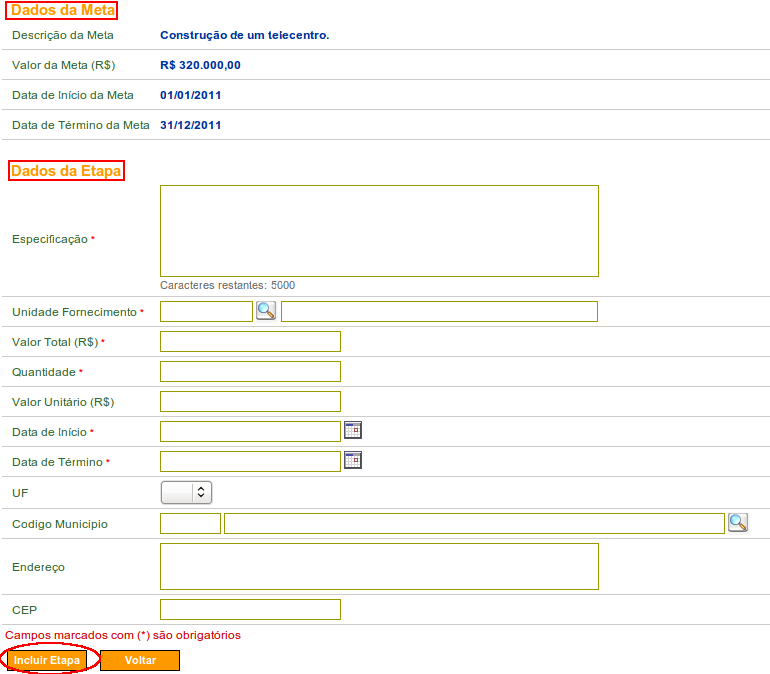 Dados da Meta
Descrição da Meta Construção de um telecentro.
Valor da Meta (R$) R$ 320.000,00
Data de Início da Meta 01/01/2011
Data de Término da Meta 31/12/2011
Dados da Etapa
Especificação *
Caracteres restantes: 5000
Unidade Fornecimento *
Valor Total (R$) *
Quantidade *
Valor Unitário (R$)
Data de Início *
Data de Término *
UF
Codigo Municipio
Endereço
CEP
Campos marcados com (*) são obrigatórios
Incluir Etapa Voltar